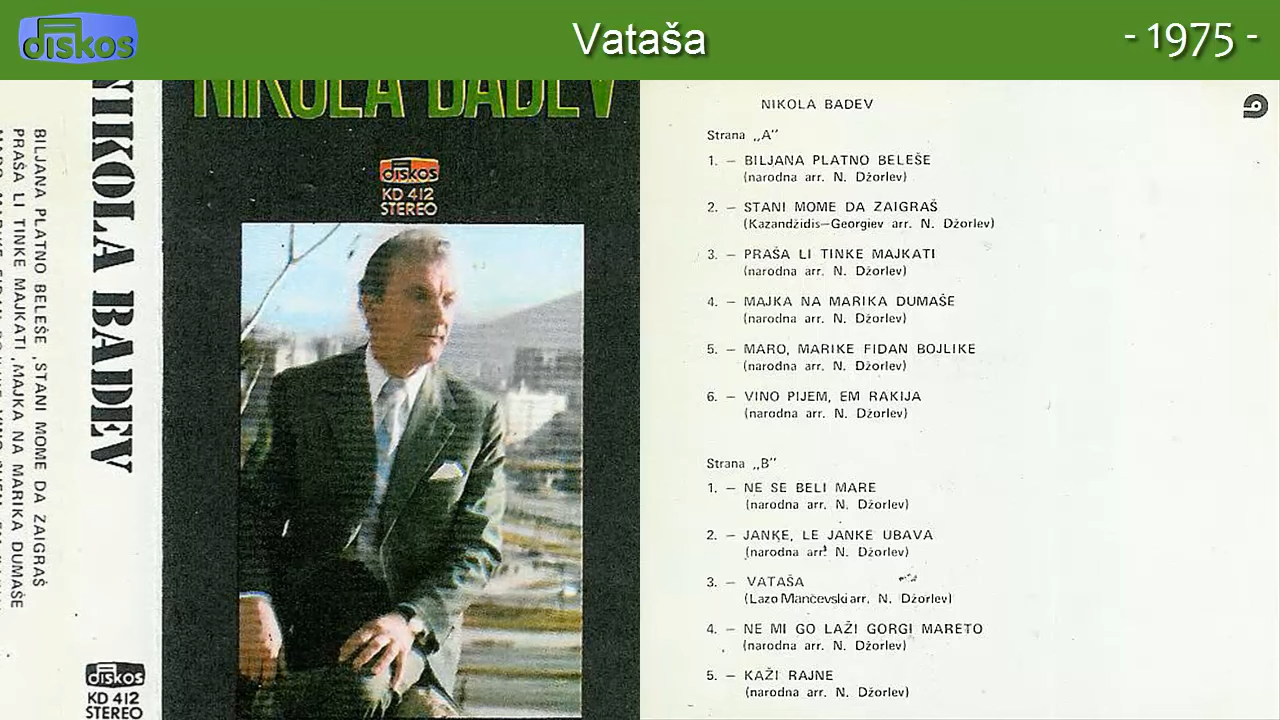 diskos
Vataša
- 1975 -
NIKOLA BADEV
BILJANA PLATNO BELEŠE ,STANI MOME DA ZAIGRAŠ
PRAŠA LI TINKE MAJKATI ,MAJKA NA MARIKA DUMAŠE
diskos
KD 412
STEREO
NIKOLA BADEV
diskos
KD 412
STEREO
NIKOLA BADEV
Strana „A”
1. – BILJANA PLATNO BELEŠE
(narodna arr. N. Džorlev)
2. – STANI MOME DA ZAIGRAŠ
(Kazandžidis–Georgiev arr. N. Džorlev)
3. – PRAŠA LI TINKE MAJKATI
(narodna arr. N. Džorlev)
4. – MAJKA NA MARIKA DUMAŠE
(narodna arr. N. Džorlev)
5. – MARO, MARIKE FIDAN BOJLIKE
(narodna arr. N. Džorlev)
6. – VINO PIJEM, EM RAKIJA
(narodna arr. N. Džorlev)
Strana „B”
1. – NE SE BELI MARE
(narodna arr. N. Džorlev)
2. – JANKE, LE JANKE UBAVA
(narodna arr. N. Džorlev)
3. – VATAŠA
(Lazo Mančevski arr. N. Džorlev)
4. – NE MI GO LAŽI GORGI MARETO
(narodna arr. N. Džorlev)
5. – KAŽI RAJNE
(narodna arr. N. Džorlev)